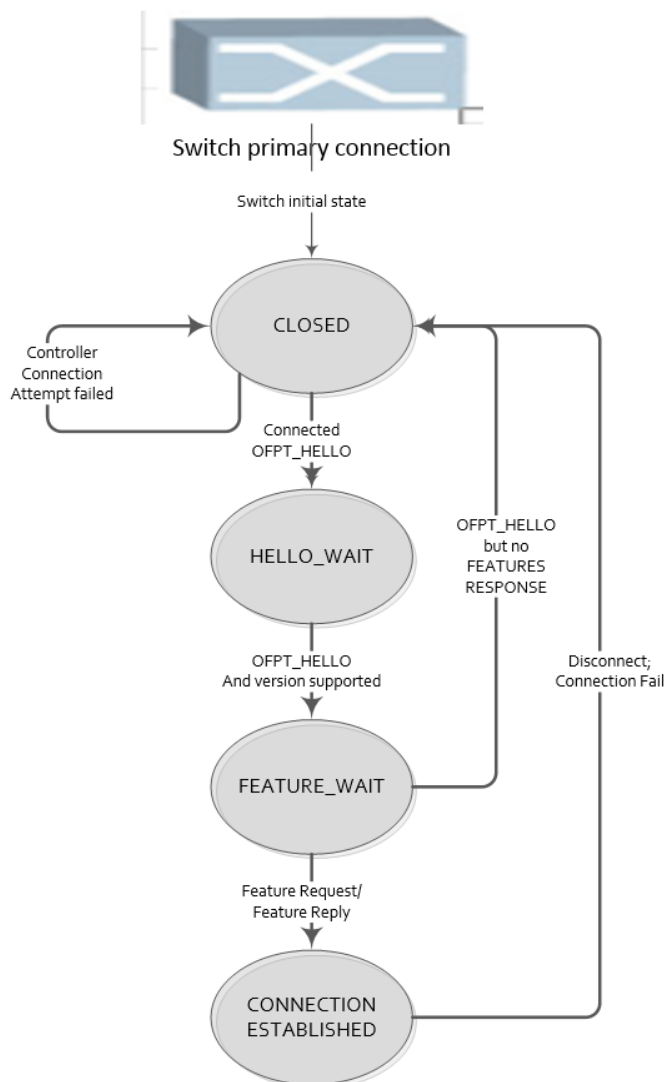 Switch primary connection
Switch initial state
CLOSED
Controller
Connection
Attempt failed
Connected
OFPT_HELLO
HELLO_WAIT
OFPT_HELLO
but no
FEATURES
RESPONSE
OFPT_HELLO
And version supported
Disconnect;
Connection Fail
FEATURE_WAIT
Feature Request/
Feature Reply
CONNECTION
ESTABLISHED